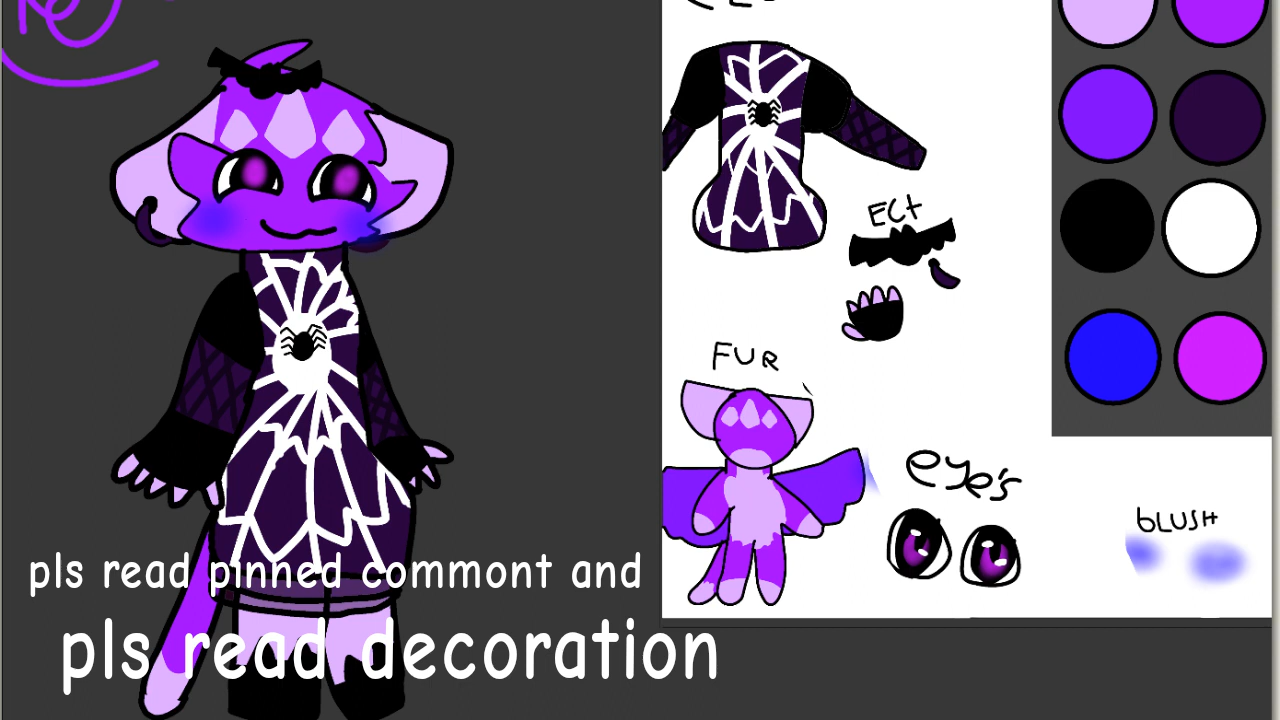 ECT
FUR
eye's
bLUSH
pls read pinned commont and
pls read decoration